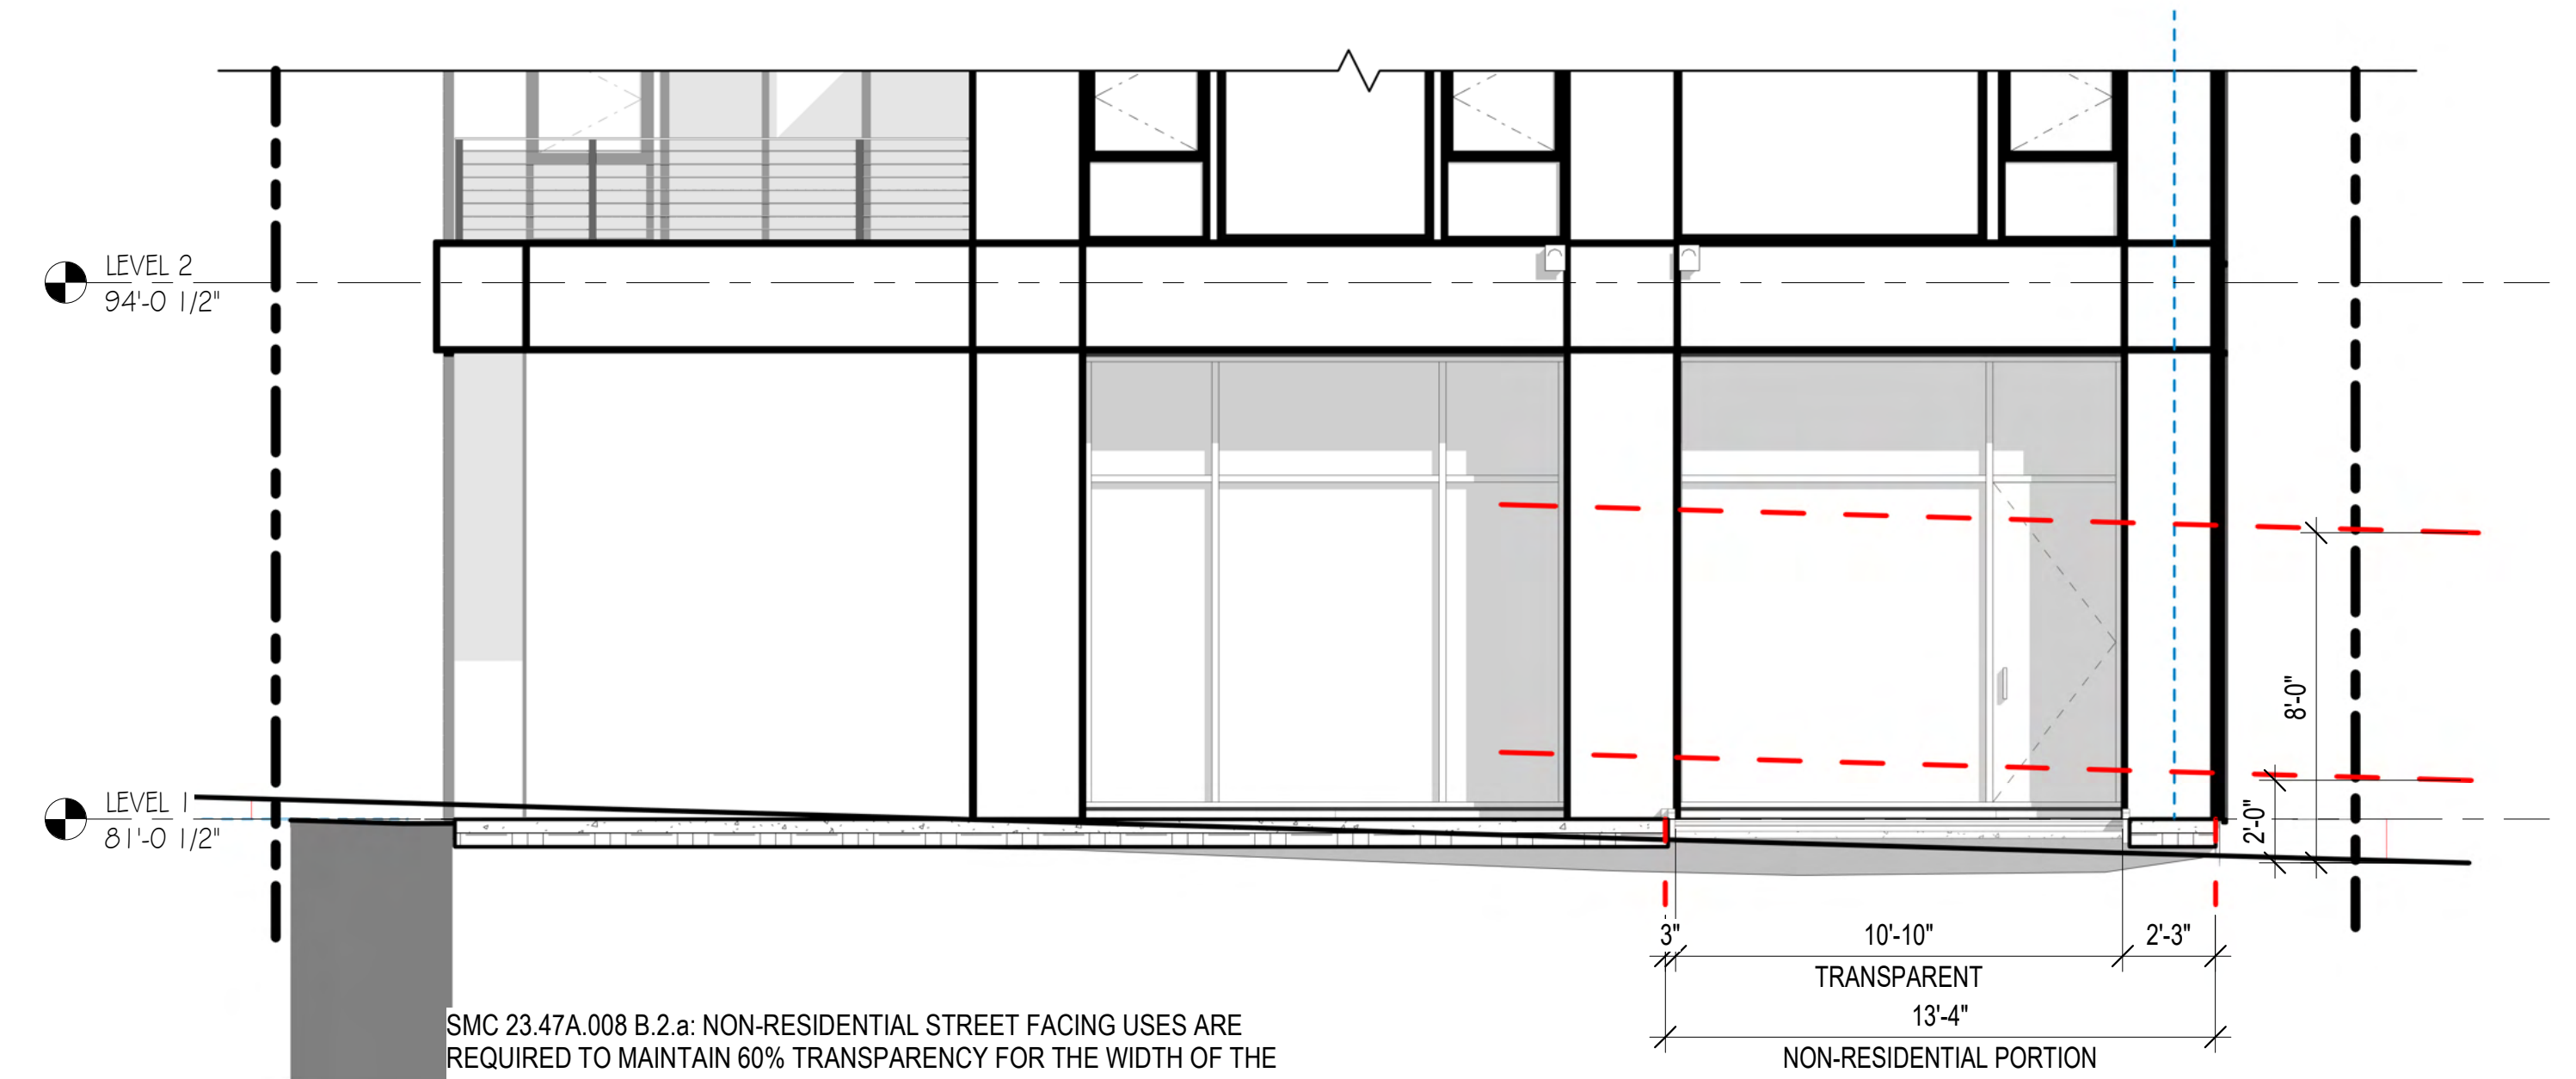 LEVEL 2
94'-0 1/2"
LEVEL 1
81'-0 1/2"
8'-0"
2'-0"
3"
10'-10"
2'-3"
TRANSPARENT
13'-4"
NON-RESIDENTIAL PORTION
SMC 23.47A.008 B.2.a: NON-RESIDENTIAL STREET FACING USES ARE
REQUIRED TO MAINTAIN 60% TRANSPARENCY FOR THE WIDTH OF THE